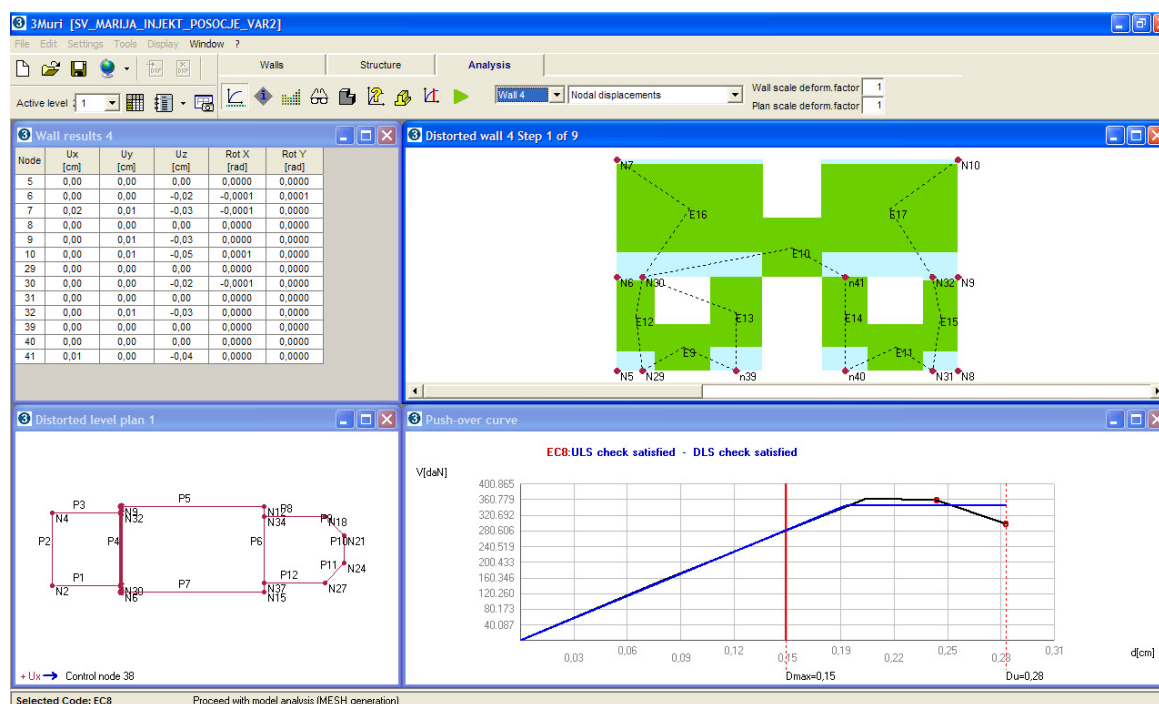 3Muri [SV_MARIJA_INJEKT_POSOCJE_VAR2]
File Edit Settings Tools Display Window ?
Walls Structure Analysis
Active level : 1 Wall 4 Nodal displacements
Wall scale deform.factor 1
Plan scale deform.factor 1
Wall results 4
Node Ux [cm] Uy [cm] Uz [cm] Rot X [rad] Rot Y [rad]
5 0,00 0,00 0,00 0,0000 0,0000
6 0,00 0,00 -0,02 -0,0001 0,0001
7 0,02 0,01 -0,03 -0,0001 0,0000
8 0,00 0,00 0,00 0,0000 0,0000
9 0,00 0,01 -0,03 0,0000 0,0000
10 0,00 0,01 -0,05 0,0001 0,0000
29 0,00 0,00 0,00 0,0000 0,0000
30 0,00 0,00 -0,02 -0,0001 0,0000
31 0,00 0,00 0,00 0,0000 0,0000
32 0,00 0,01 -0,03 0,0000 0,0000
39 0,00 0,00 0,00 0,0000 0,0000
40 0,00 0,00 0,00 0,0000 0,0000
41 0,01 0,00 -0,04 0,0000 0,0000
Distorted wall 4 Step 1 of 9
N7 N10
E16 E17
E10
N6 N30 n41 N32 N9
E12 E13 E14 E15
E9 E11
N5 N29 n39 n40 N31 N8
Distorted level plan 1
P3 P5 P8
N4 N9 N12 P9 N18
N32 N34
P2 P4 P6 P10 N21
P11 N24
P1 P7 P12
N2 N30 N37 N27
N6 N15
+ Ux Control node 38
Push-over curve
EC8:ULS check satisfied - DLS check satisfied
V[daN]
400.865
360.779
320.692
280.606
240.519
200.433
160.346
120.260
80.173
40.087
0,03 0,06 0,09 0,12 0,15 0,19 0,22 0,25 0,28 0,31 d[cm]
Dmax=0,15 Du=0,28
Selected Code: EC8 Proceed with model analysis (MESH generation)